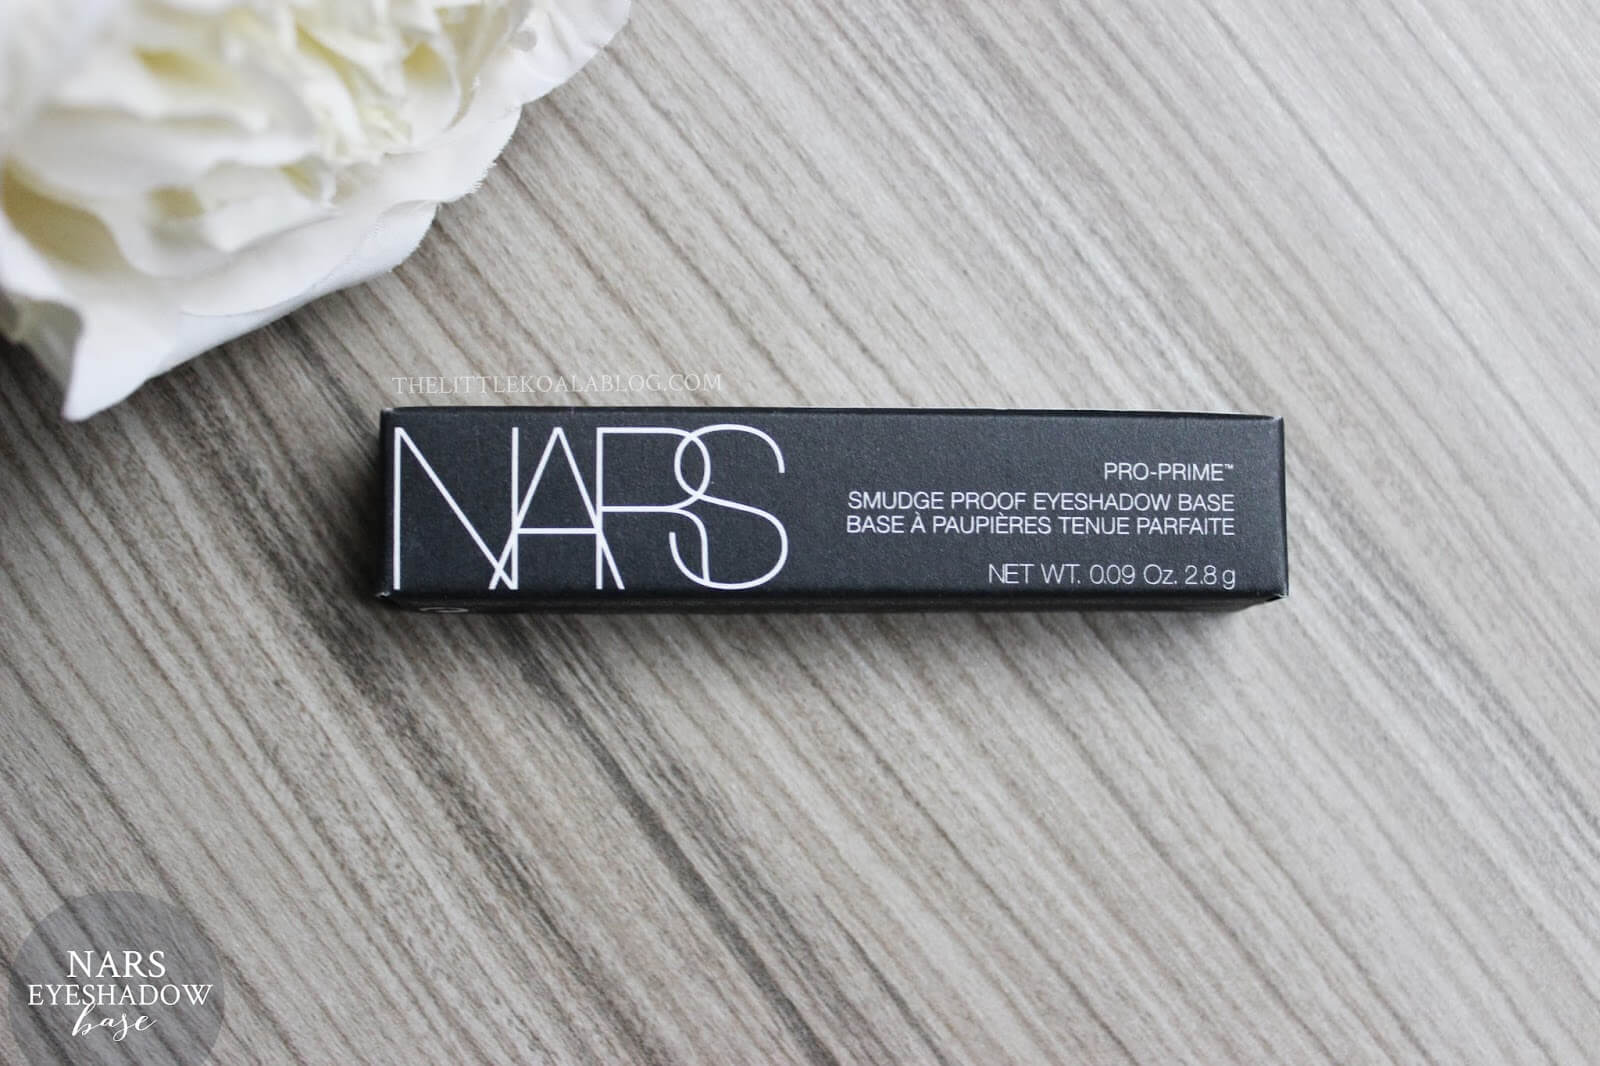 THELITTLEKOALABLOG.COM
NARS
PRO-PRIME™
SMUDGE PROOF EYESHADOW BASE
BASE À PAUPIÈRES TENUE PARFAITE
NET WT. 0.09 Oz. 2.8 g
NARS
EYESHADOW
base